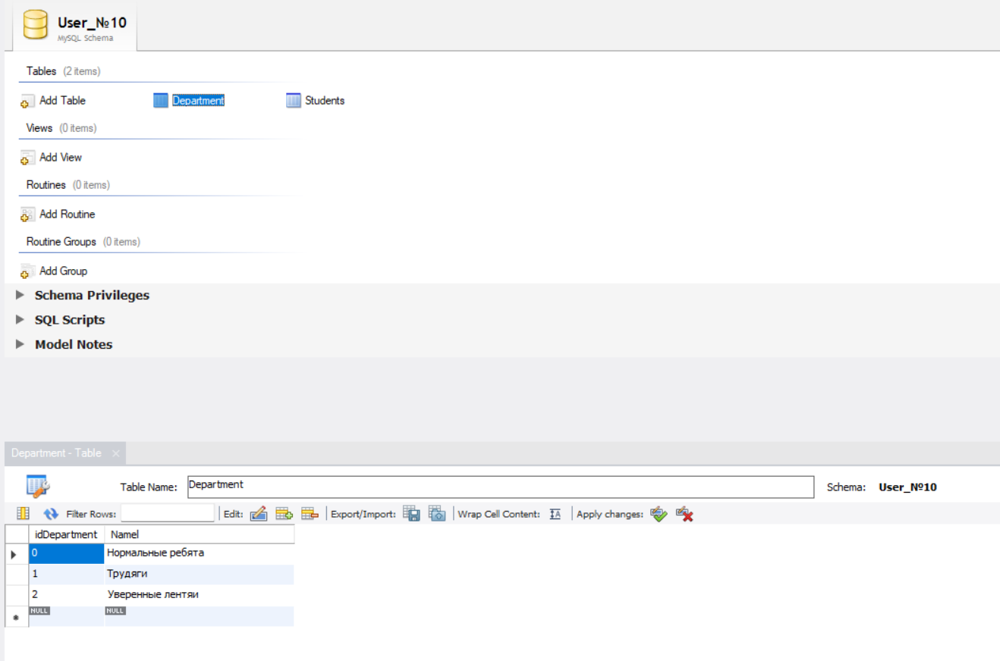 User_№10
MySQL Schema
Tables (2 items)
Add Table Department Students
Views (0 items)
Add View
Routines (0 items)
Add Routine
Routine Groups (0 items)
Add Group
Schema Privileges
SQL Scripts
Model Notes
Department - Table ×
Table Name: Department Schema: User_№10
Filter Rows: Edit: Export/Import: Wrap Cell Content: IA Apply changes:
idDepartment Namel
0 Нормальные ребята
1 Трудяги
2 Уверенные лентяи
NULL NULL